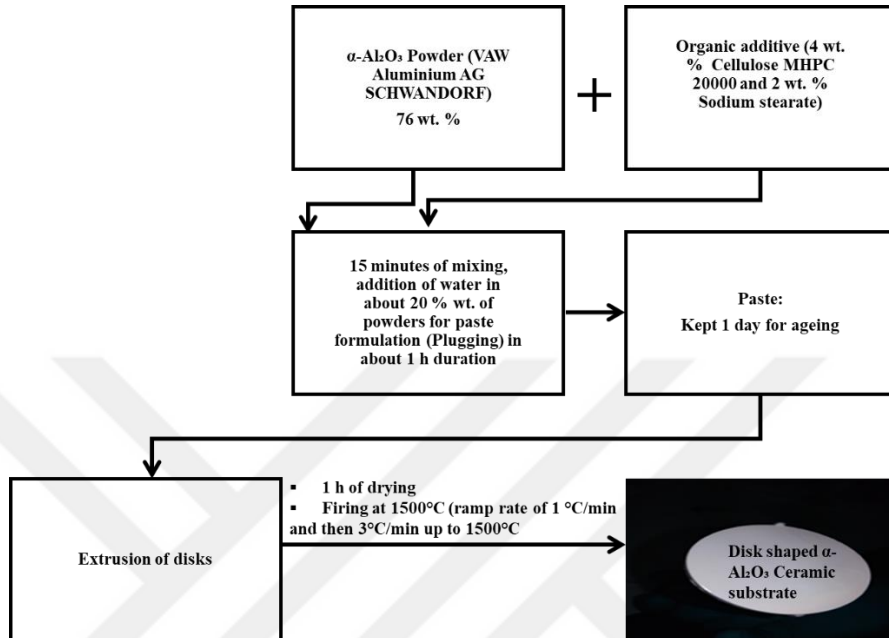 α-Al₂O₃ Powder (VAW
Aluminium AG
SCHWANDORF)
76 wt. %
+
Organic additive (4 wt.
% Cellulose MHPC
20000 and 2 wt. %
Sodium stearate)
15 minutes of mixing,
addition of water in
about 20 % wt. of
powders for paste
formulation (Plugging) in
about 1 h duration
Paste:
Kept 1 day for ageing
Extrusion of disks
▪ 1 h of drying
▪ Firing at 1500°C (ramp rate of 1 °C/min
and then 3°C/min up to 1500°C
Disk shaped α-
Al₂O₃ Ceramic
substrate